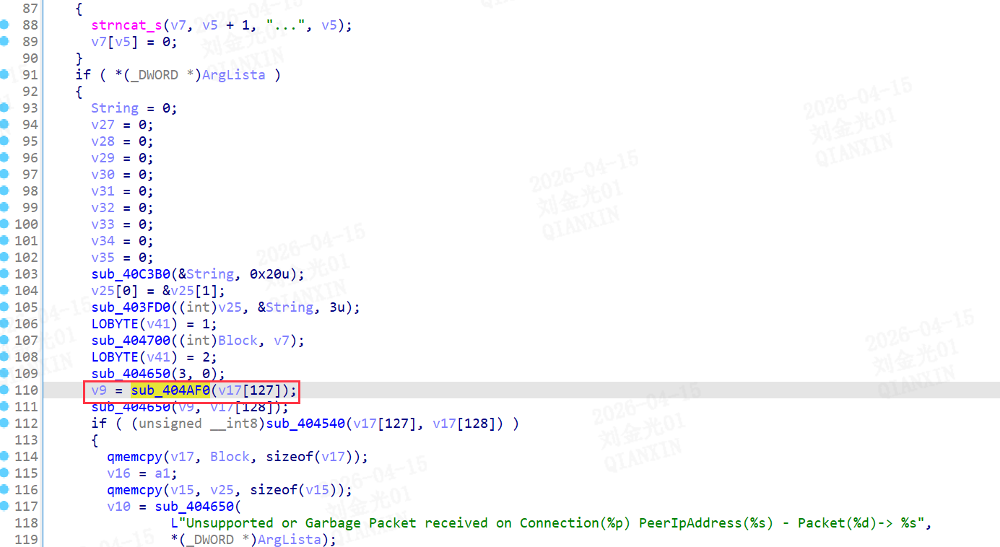 87 {
88 strncat_s(v7, v5 + 1, "...", v5);
89 v7[v5] = 0;
90 }
91 if ( *(_DWORD *)ArgLista )
92 {
93 String = 0;
94 v27 = 0;
95 v28 = 0;
96 v29 = 0;
97 v30 = 0;
98 v31 = 0;
99 v32 = 0;
100 v33 = 0;
101 v34 = 0;
102 v35 = 0;
103 sub_40C3B0(&String, 0x20u);
104 v25[0] = &v25[1];
105 sub_403FD0((int)v25, &String, 3u);
106 LOBYTE(v41) = 1;
107 sub_404700((int)Block, v7);
108 LOBYTE(v41) = 2;
109 sub_404650(3, 0);
110 v9 = sub_404AF0(v17[127]);
111 sub_404650(v9, v17[128]);
112 if ( (unsigned __int8)sub_404540(v17[127], v17[128]) )
113 {
114 qmemcpy(v17, Block, sizeof(v17));
115 v16 = a1;
116 qmemcpy(v15, v25, sizeof(v15));
117 v10 = sub_404650(
118 L"Unsupported or Garbage Packet received on Connection(%p) PeerIpAddress(%s) - Packet(%d)-> %s",
119 *(_DWORD *)ArgLista);
2026-04-15
刘金光01
QIANXIN